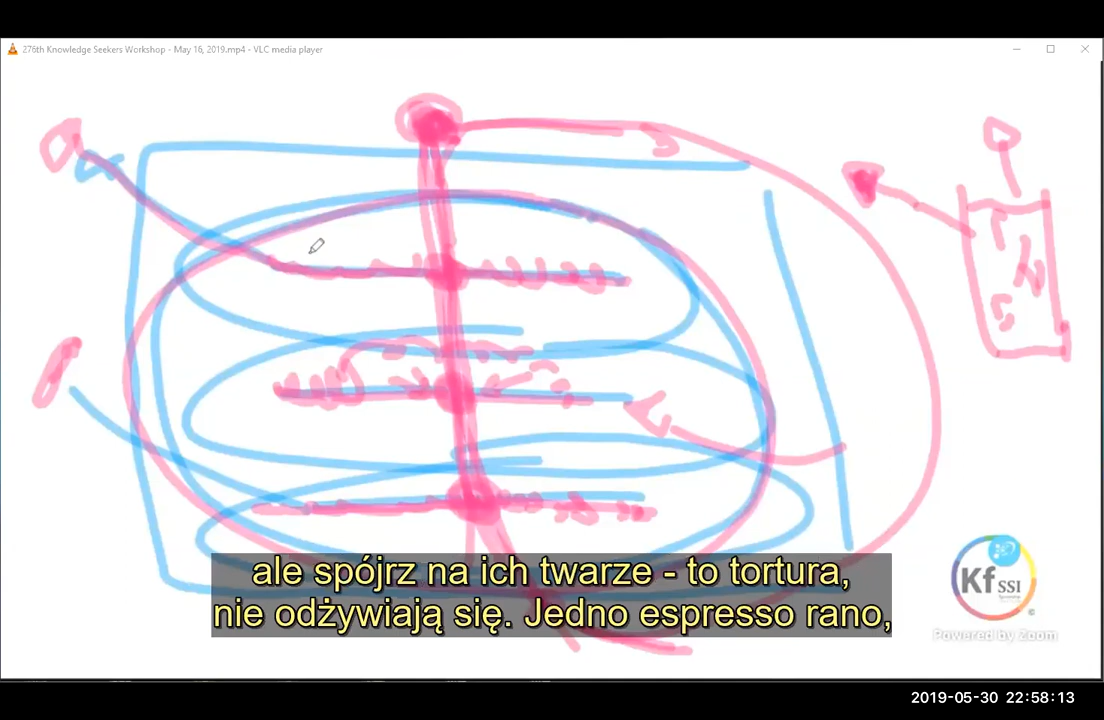 276th Knowledge Seekers Workshop - May 16, 2019.mp4 - VLC media player
Kf SSI
Powered by Zoom
ale spójrz na ich twarze - to tortura,
nie odżywiają się. Jedno espresso rano,
2019-05-30 22:58:13